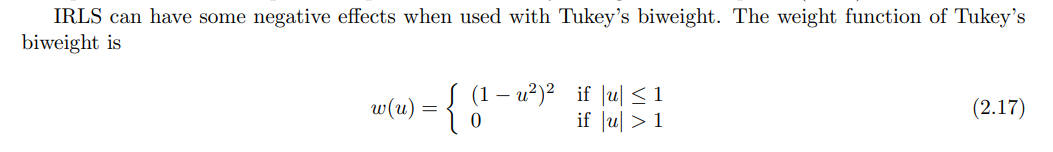 IRLS can have some negative effects when used with Tukey's biweight. The weight function of Tukey's
biweight is
w(u) = { (1 − u²)² if |u| ≤ 1
0 if |u| > 1 (2.17)